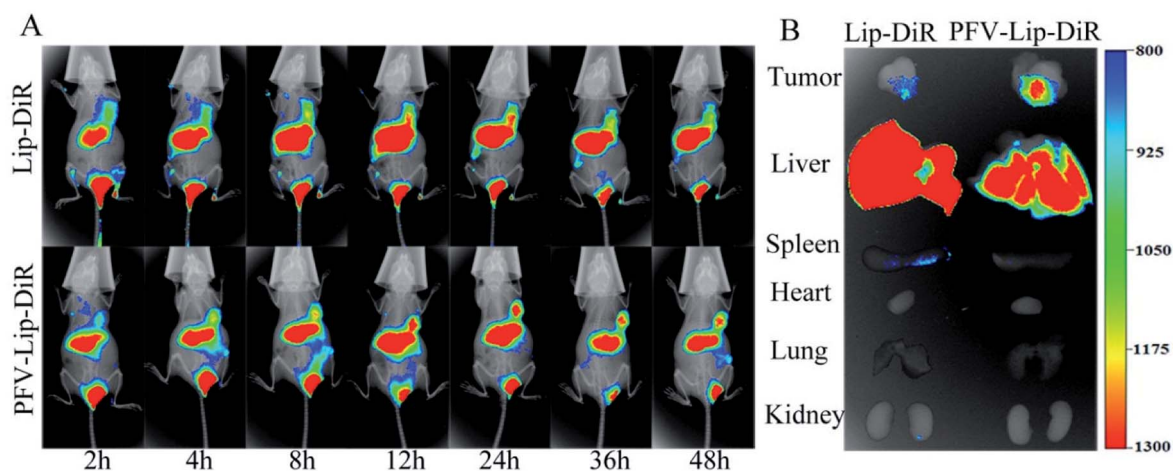 A
Lip-DiR
PFV-Lip-DiR
2h 4h 8h 12h 24h 36h 48h
B
Lip-DiR PFV-Lip-DiR
Tumor
Liver
Spleen
Heart
Lung
Kidney
800
925
1050
1175
1300